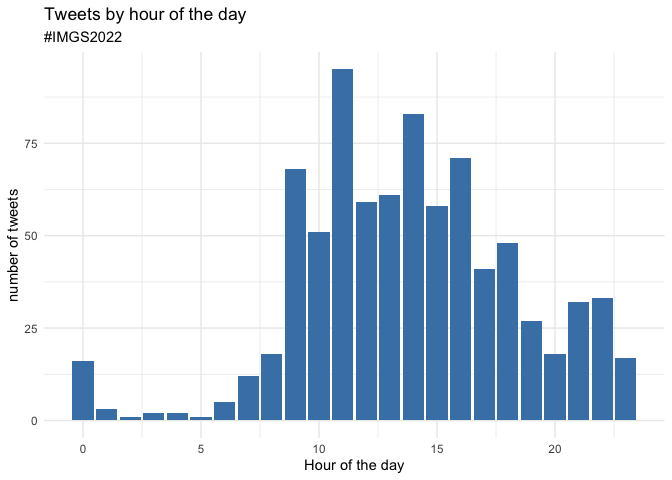 Tweets by hour of the day
#IMGS2022
number of tweets
75
50
25
0
0 5 10 15 20
Hour of the day